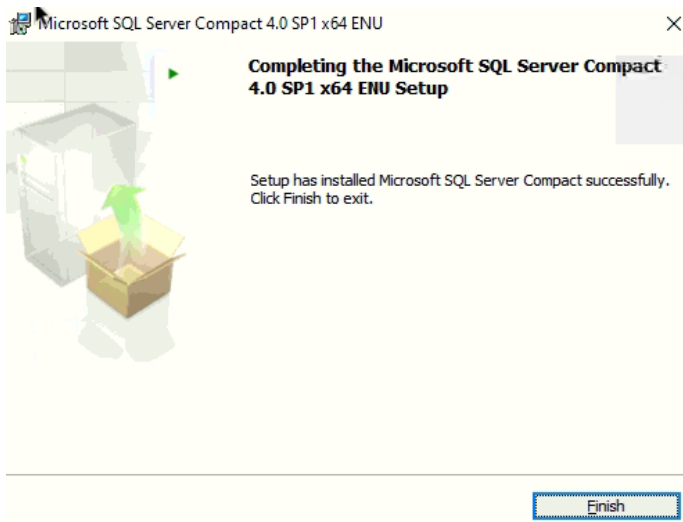 Microsoft SQL Server Compact 4.0 SP1 x64 ENU
Completing the Microsoft SQL Server Compact
4.0 SP1 x64 ENU Setup
Setup has installed Microsoft SQL Server Compact successfully.
Click Finish to exit.
Finish